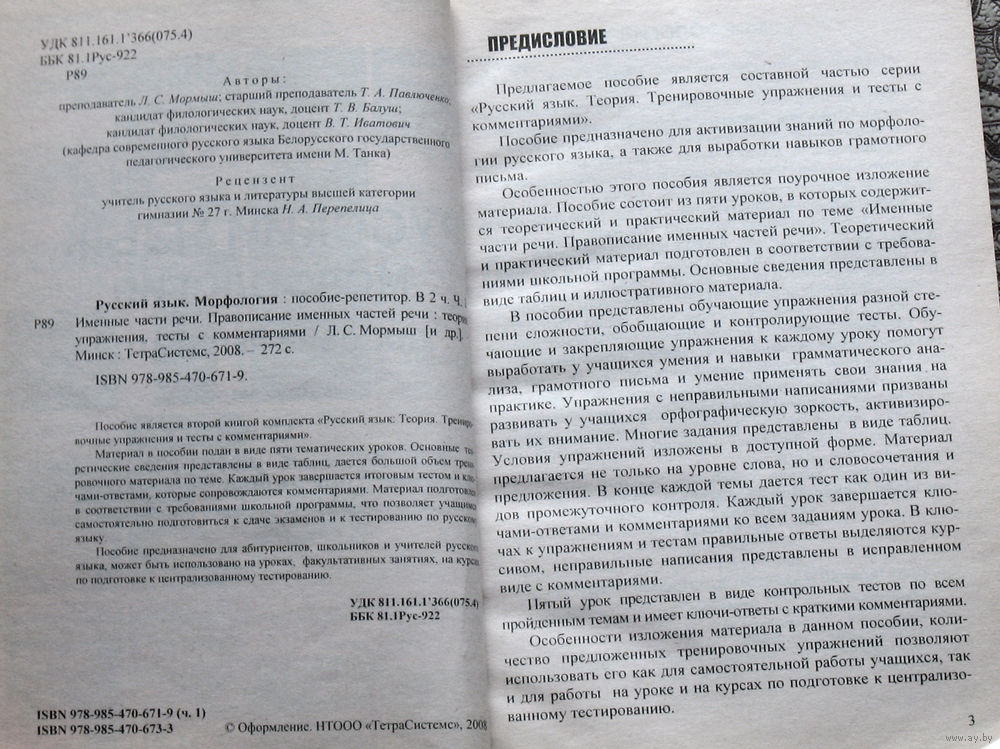 УДК 811.161.1'366(075.4)
ББК 81.1Рус-922
Р89
Авторы:
преподаватель Л. С. Мормыш; старший преподаватель Т. А. Павлюченко,
кандидат филологических наук, доцент Т. В. Балуш;
кандидат филологических наук, доцент В. Т. Иватович
(кафедра современного русского языка Белорусского государственного
педагогического университета имени М. Танка)
Рецензент
учитель русского языка и литературы высшей категории
гимназии № 27 г. Минска Н. А. Перепелица
Русский язык. Морфология : пособие-репетитор. В 2 ч. Ч.
Р89 Именные части речи. Правописание именных частей речи : теория
упражнения, тесты с комментариями / Л. С. Мормыш [и др.].
Минск : ТетраСистемс, 2008. – 272 с.
ISBN 978-985-470-671-9.
Пособие является второй книгой комплекта «Русский язык: Теория. Трениро-
вочные упражнения и тесты с комментариями».
Материал в пособии подан в виде пяти тематических уроков. Основные тео-
ретические сведения представлены в виде таблиц, дается большой объем трени-
ровочного материала по теме. Каждый урок завершается итоговым тестом и клю-
чами-ответами, которые сопровождаются комментариями. Материал подготовлен
в соответствии с требованиями школьной программы, что позволяет учащимся
самостоятельно подготовиться к сдаче экзаменов и к тестированию по русскому
языку.
Пособие предназначено для абитуриентов, школьников и учителей русского
языка, может быть использовано на уроках, факультативных занятиях, на курсах
по подготовке к централизованному тестированию.
УДК 811.161.1'366(075.4)
ББК 81.1Рус-922
ISBN 978-985-470-671-9 (ч. 1)
ISBN 978-985-470-673-3
© Оформление. НТООО «ТетраСистемс», 2008
ПРЕДИСЛОВИЕ
Предлагаемое пособие является составной частью серии
«Русский язык. Теория. Тренировочные упражнения и тесты с
комментариями».
Пособие предназначено для активизации знаний по морфоло-
гии русского языка, а также для выработки навыков грамотного
письма.
Особенностью этого пособия является поурочное изложение
материала. Пособие состоит из пяти уроков, в которых содержит-
ся теоретический и практический материал по теме «Именные
части речи. Правописание именных частей речи». Теоретический
и практический материал подготовлен в соответствии с требова-
ниями школьной программы. Основные сведения представлены в
виде таблиц и иллюстративного материала.
В пособии представлены обучающие упражнения разной сте-
пени сложности, обобщающие и контролирующие тесты. Обу-
чающие и закрепляющие упражнения к каждому уроку помогут
выработать у учащихся умения и навыки грамматического ана-
лиза, грамотного письма и умение применять свои знания на
практике. Упражнения с неправильными написаниями призваны
развивать у учащихся орфографическую зоркость, активизиро-
вать их внимание. Многие задания представлены в виде таблиц.
Условия упражнений изложены в доступной форме. Материал
предлагается не только на уровне слова, но и словосочетания и
предложения. В конце каждой темы дается тест как один из ви-
дов промежуточного контроля. Каждый урок завершается клю-
чами-ответами и комментариями ко всем заданиям урока. В клю-
чах к упражнениям и тестам правильные ответы выделяются кур-
сивом, неправильные написания представлены в исправленном
виде с комментариями.
Пятый урок представлен в виде контрольных тестов по всем
пройденным темам и имеет ключи-ответы с краткими комментариями.
Особенности изложения материала в данном пособии, коли-
чество предложенных тренировочных упражнений позволяют
использовать его как для самостоятельной работы учащихся, так
и для работы на уроке и на курсах по подготовке к централизо-
ванному тестированию.
3
www.ay.by